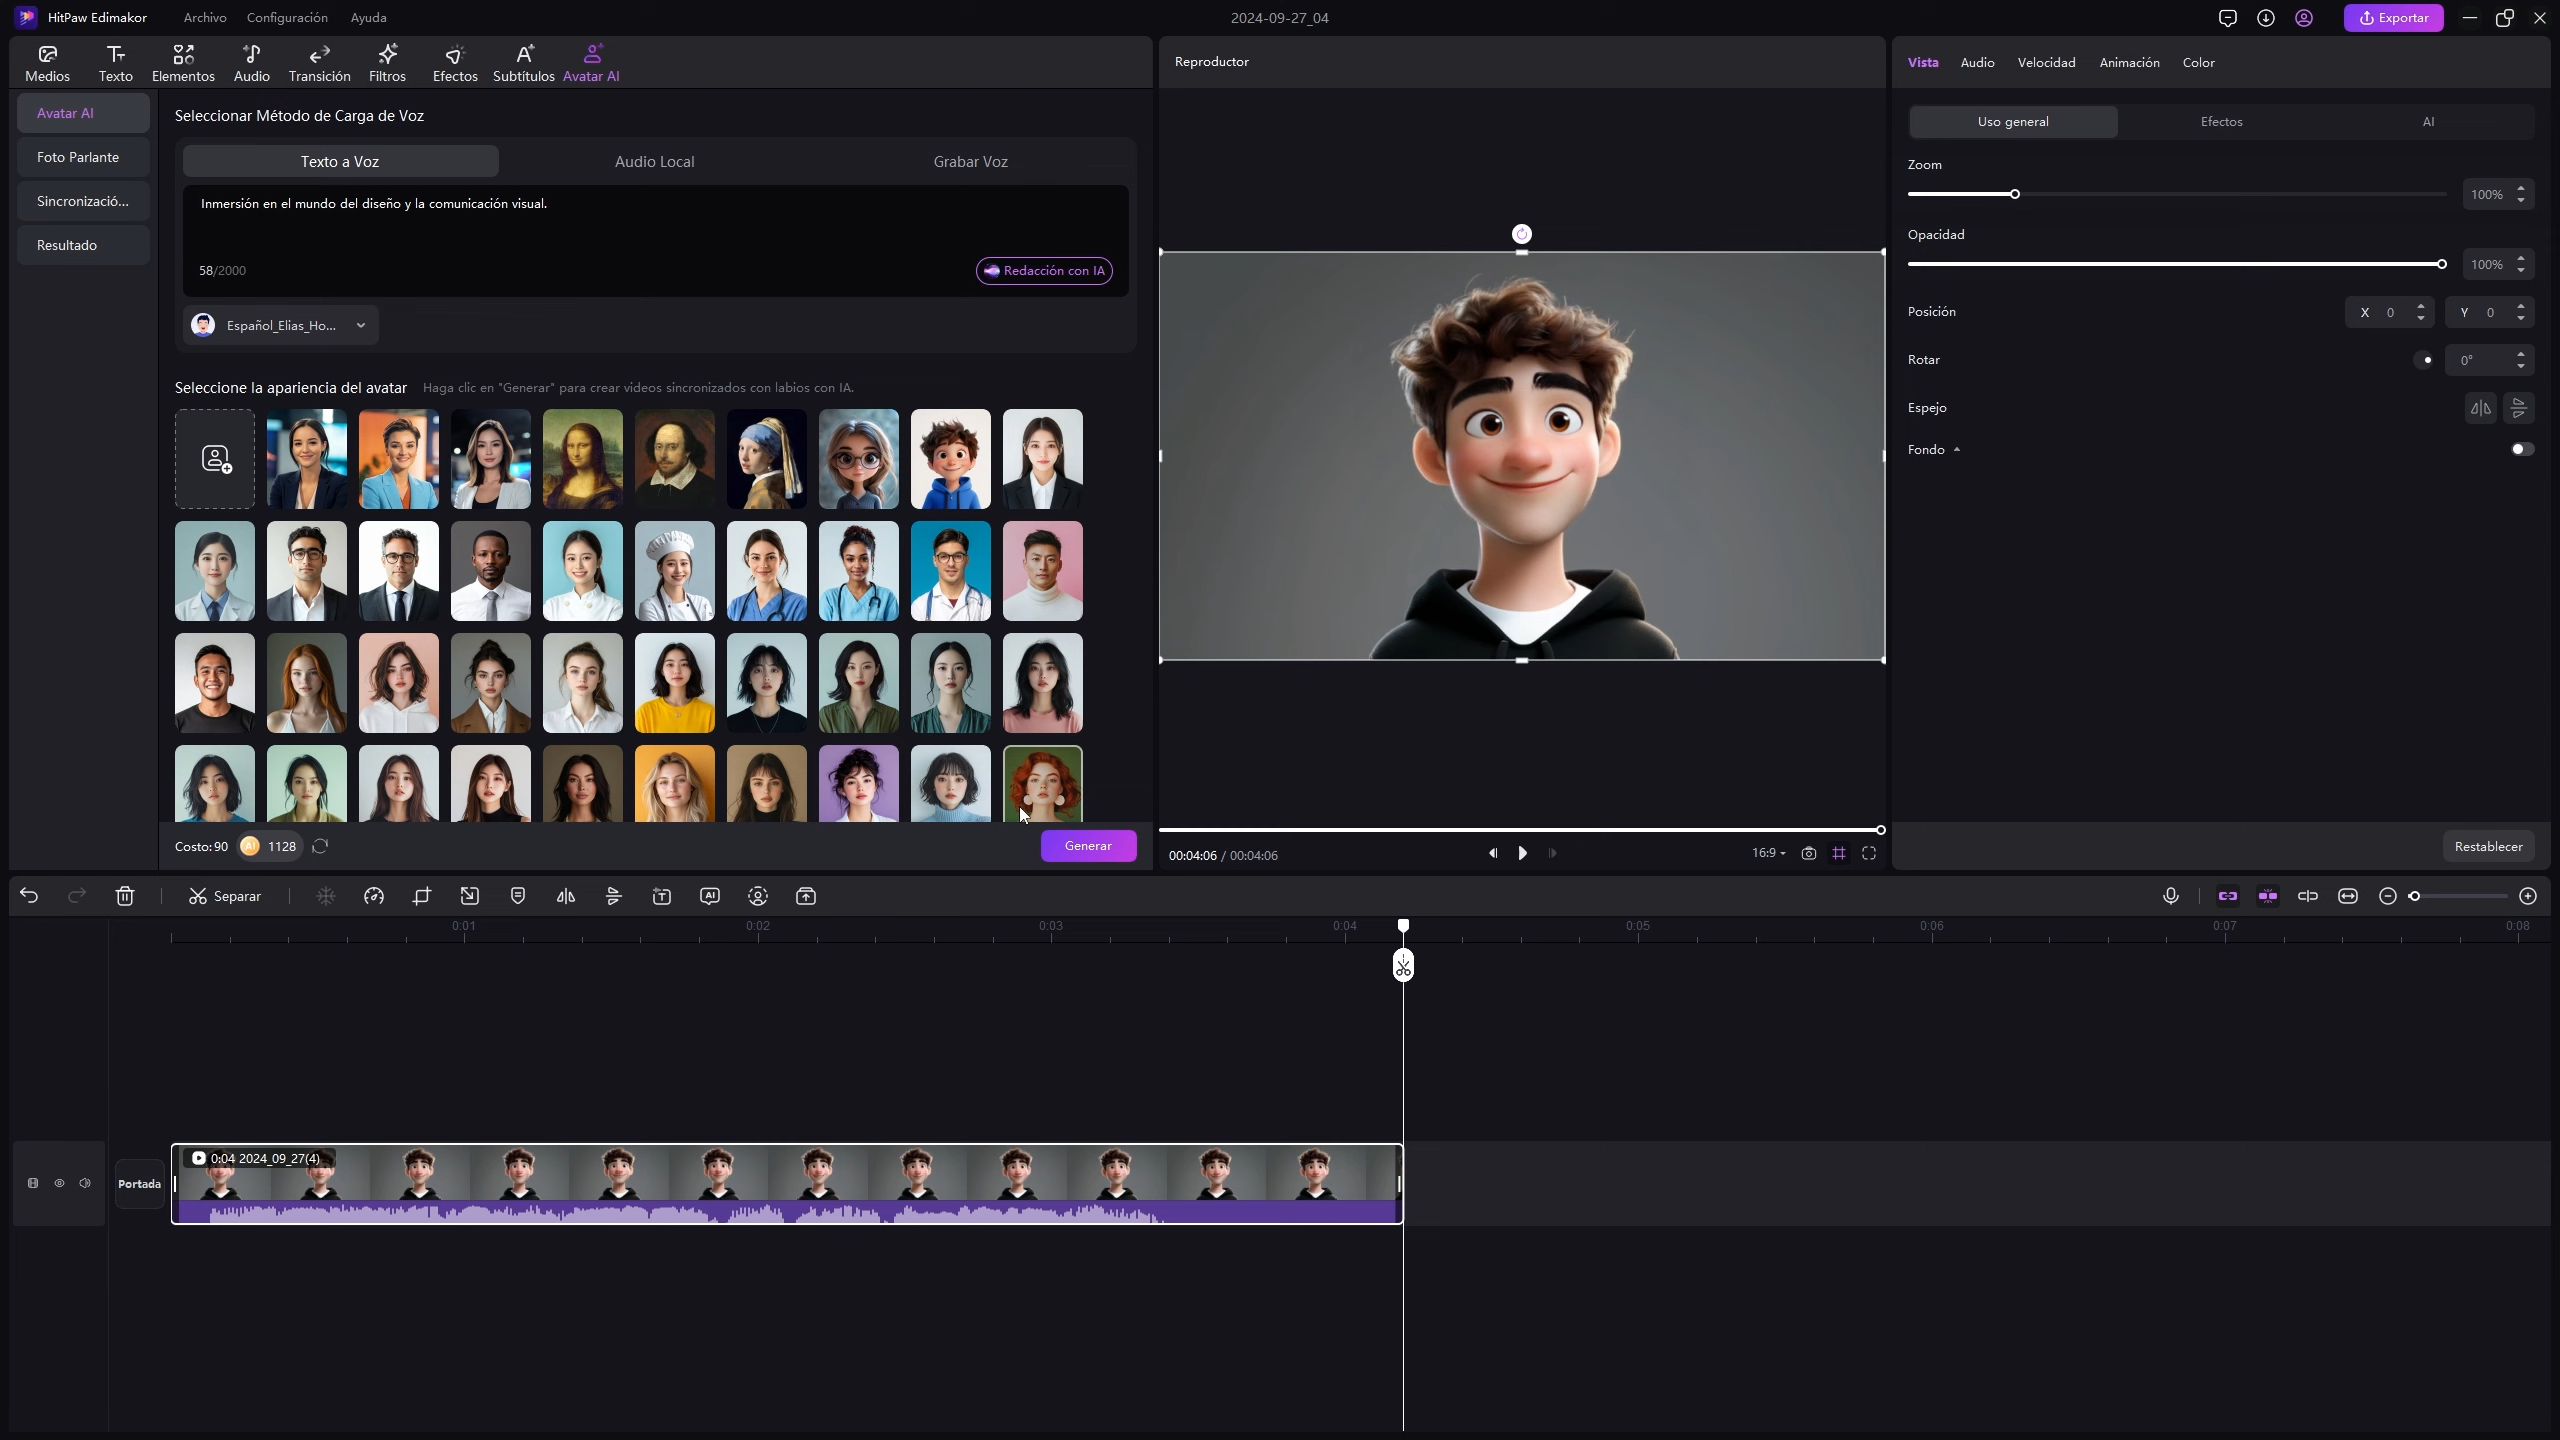 HitPaw Edimakor
Archivo
Configuración
Ayuda
2024-09-27_04
Exportar
Medios
Texto
Elementos
Audio
Transición
Filtros
Efectos
Subtítulos
Avatar AI
Reproductor
Vista
Audio
Velocidad
Animación
Color
Avatar AI
Foto Parlante
Sincronizació...
Resultado
Seleccionar Método de Carga de Voz
Texto a Voz
Audio Local
Grabar Voz
Inmersión en el mundo del diseño y la comunicación visual.
58/2000
Redacción con IA
Español_Elias_Ho...
Seleccione la apariencia del avatar
Haga clic en "Generar" para crear videos sincronizados con labios con IA.
Costo: 90
AI
1128
Generar
00:04:06 / 00:04:06
16:9
Uso general
Efectos
AI
Zoom
100%
Opacidad
100%
Posición
X 0
Y 0
Rotar
0°
Espejo
Fondo
Restablecer
Separar
AI
0:01
0:02
0:03
0:04
0:05
0:06
0:07
0:08
Portada
0:04 2024_09_27(4)